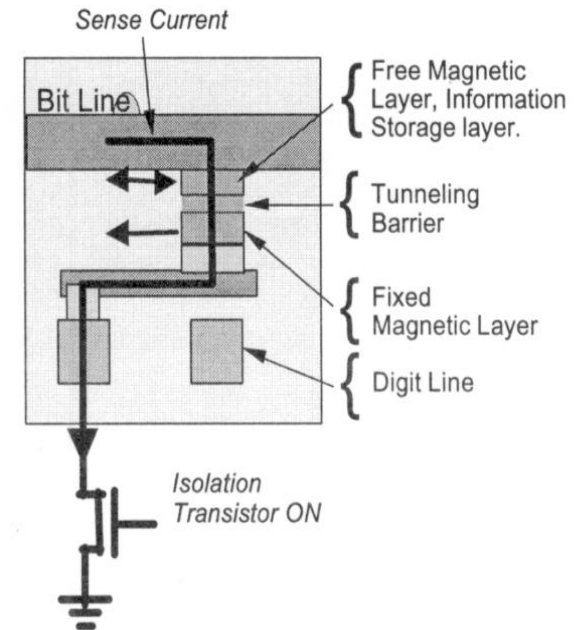 Sense Current
Bit Line
Free Magnetic
Layer, Information
Storage layer.
Tunneling
Barrier
Fixed
Magnetic Layer
Digit Line
Isolation
Transistor ON